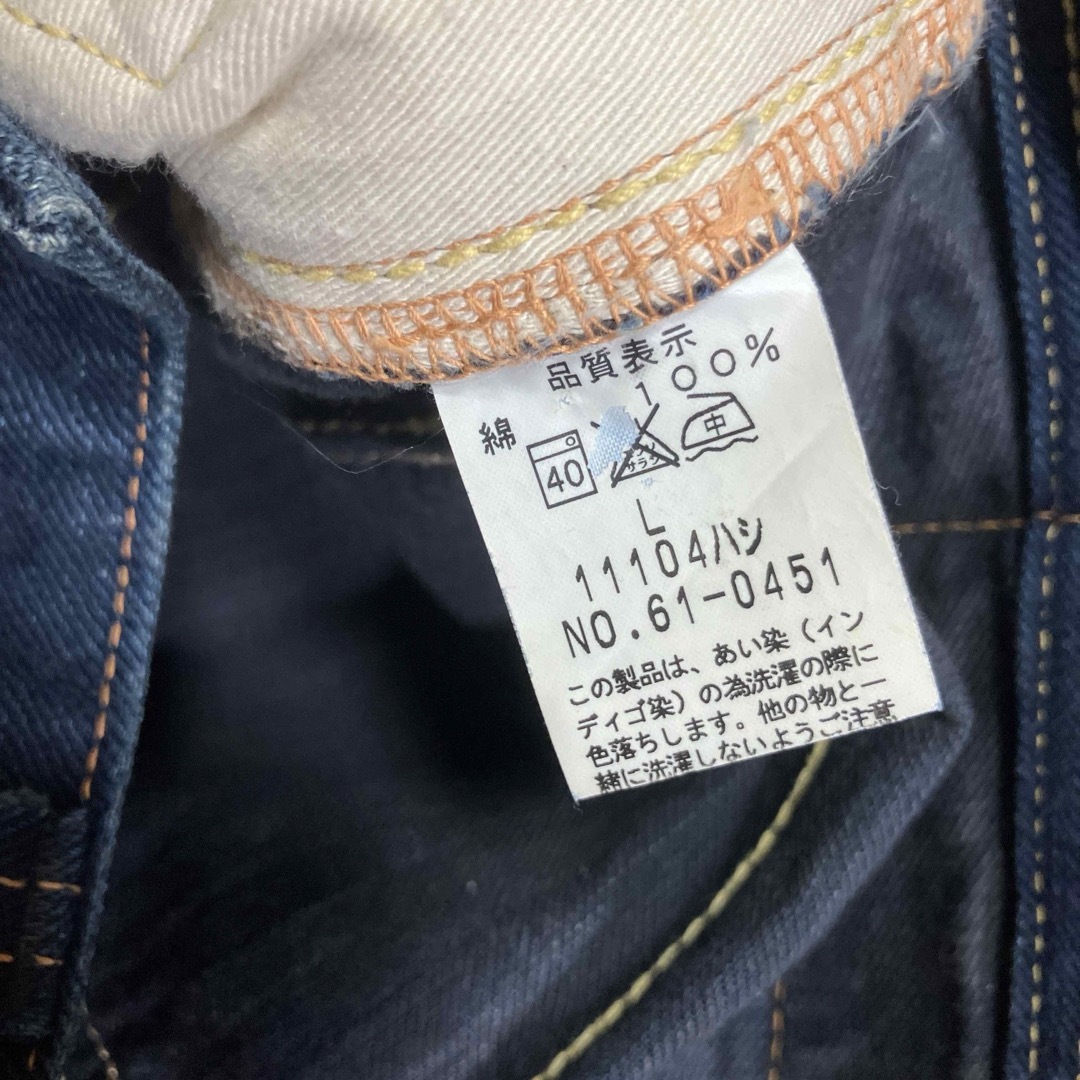 品質表示
綿 100%
40 サラシ 中
L
11104ハシ
NO.61-0451
この製品は、あい染(イン
ディゴ染)の為洗濯の際に
色落ちします。他の物と一
緒に洗濯しないようご注意